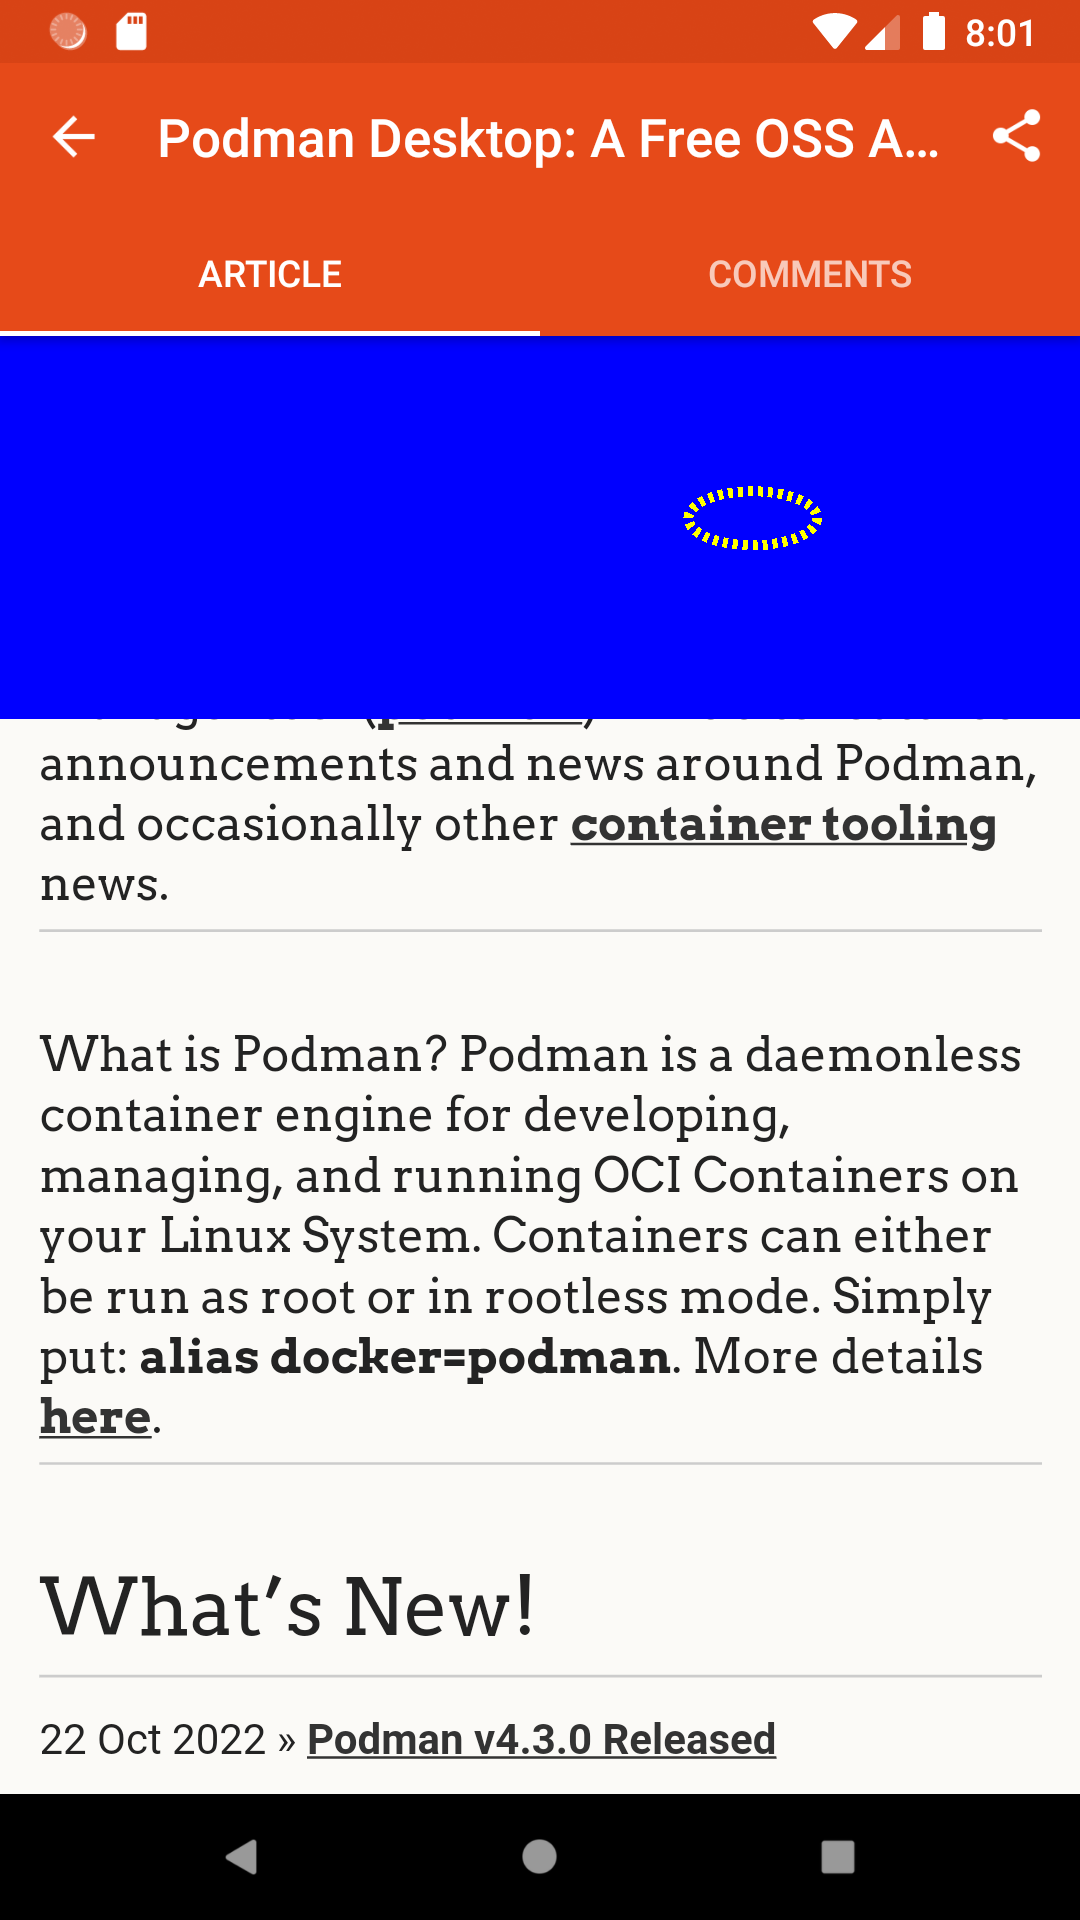 8:01
Podman Desktop: A Free OSS A...
ARTICLE
COMMENTS
announcements and news around Podman,
and occasionally other container tooling
news.
What is Podman? Podman is a daemonless
container engine for developing,
managing, and running OCI Containers on
your Linux System. Containers can either
be run as root or in rootless mode. Simply
put: alias docker=podman. More details
here.
What’s New!
22 Oct 2022 » Podman v4.3.0 Released